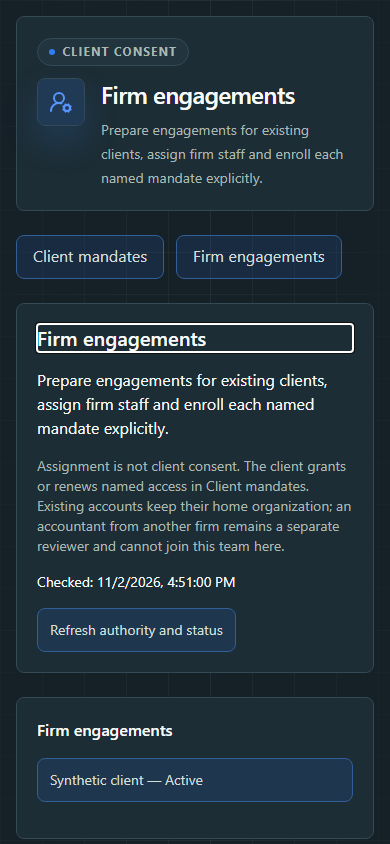 CLIENT CONSENT
Firm engagements
Prepare engagements for existing
clients, assign firm staff and enroll each
named mandate explicitly.
Client mandates
Firm engagements
Firm engagements
Prepare engagements for existing clients,
assign firm staff and enroll each named
mandate explicitly.
Assignment is not client consent. The client grants
or renews named access in Client mandates.
Existing accounts keep their home organization; an
accountant from another firm remains a separate
reviewer and cannot join this team here.
Checked: 11/2/2026, 4:51:00 PM
Refresh authority and status
Firm engagements
Synthetic client — Active